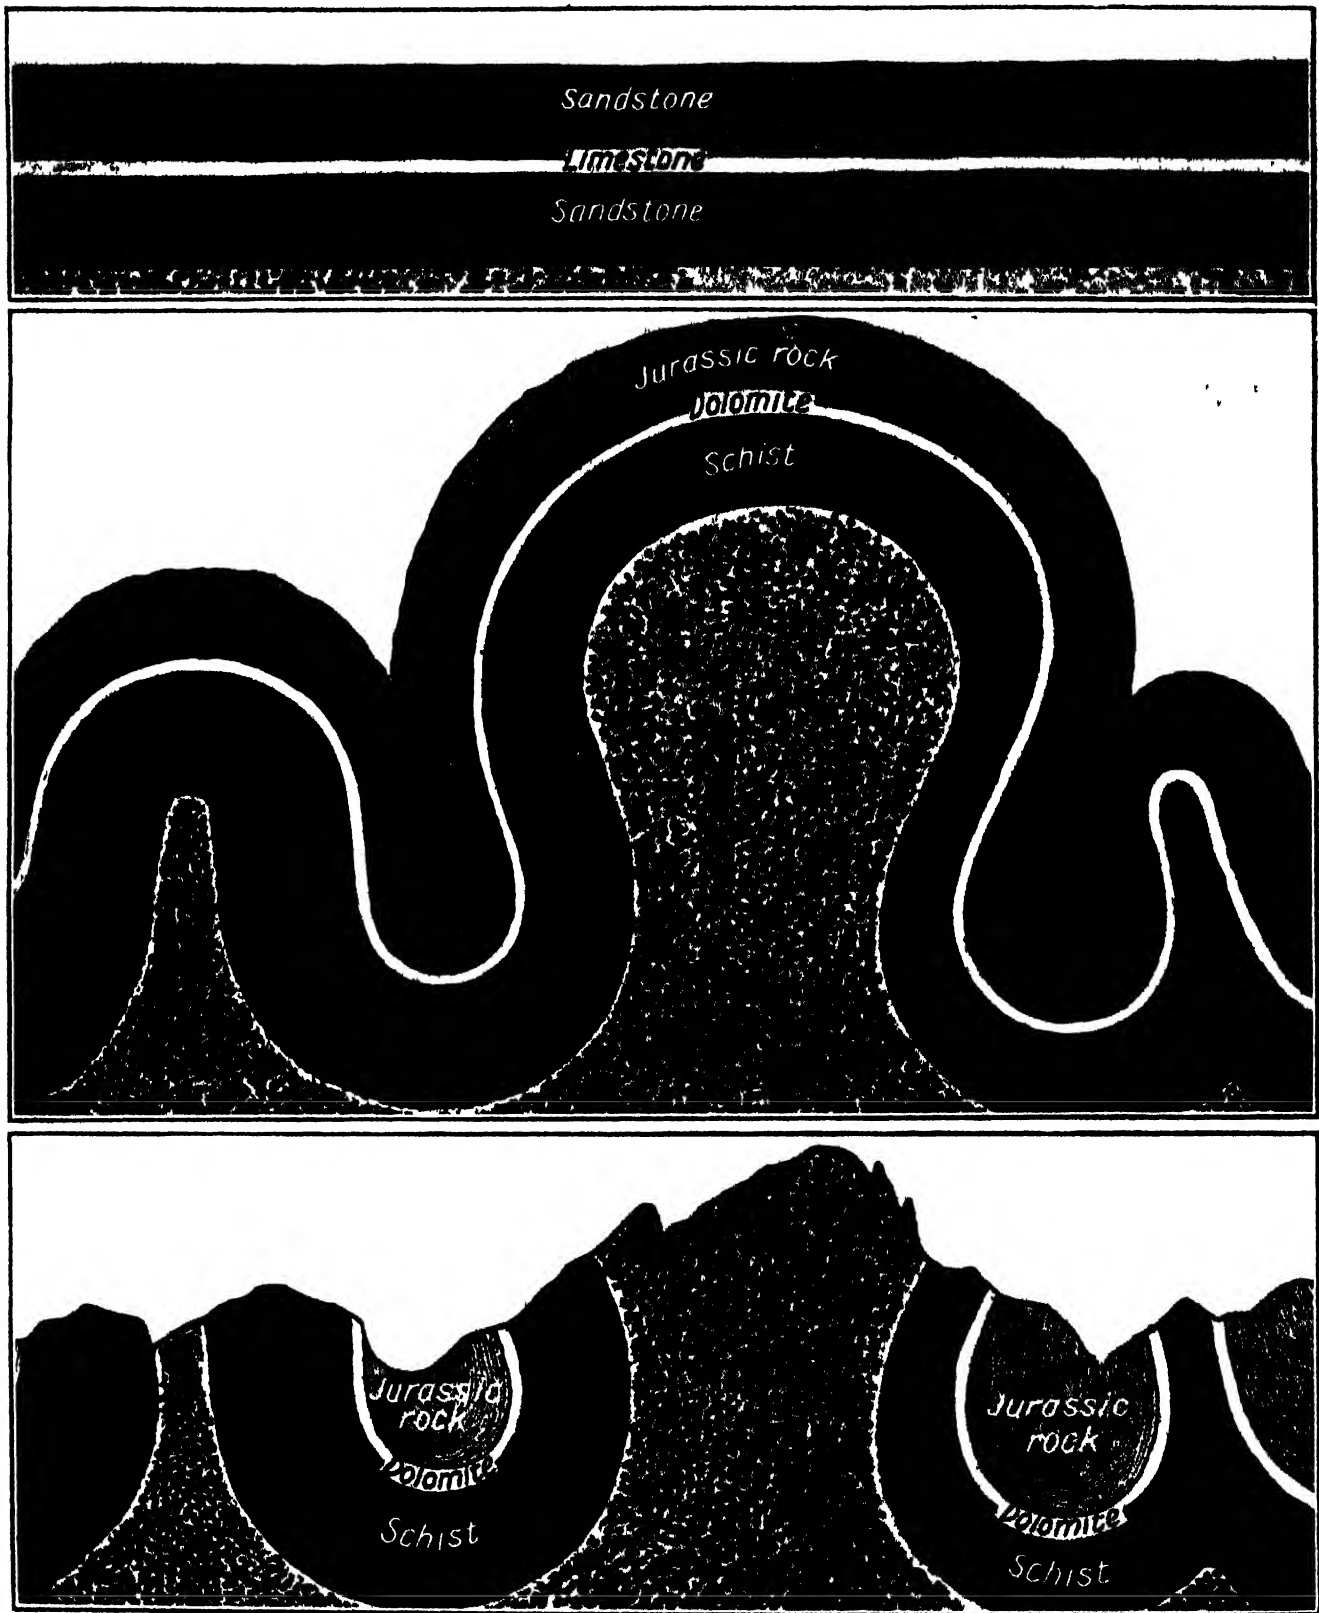 Sandstone
Limestone
Sandstone
Jurassic rock
Dolomite
Schist
Jurassic
rock
Dolomite
Schist
Jurassic
rock
Dolomite
Schist